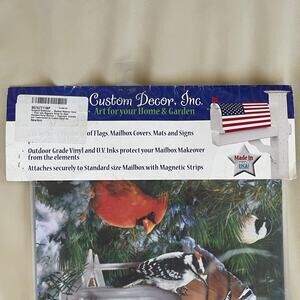 Custom Decor, Inc.
Art for your Home & Garden
of Flags, Mailbox Covers, Mats and Signs
- Outdoor Grade Vinyl and U.V. Inks protect your Mailbox Makeover
from the elements
- Attaches securely to Standard size Mailbox with Magnetic Strips
Made in
USA!